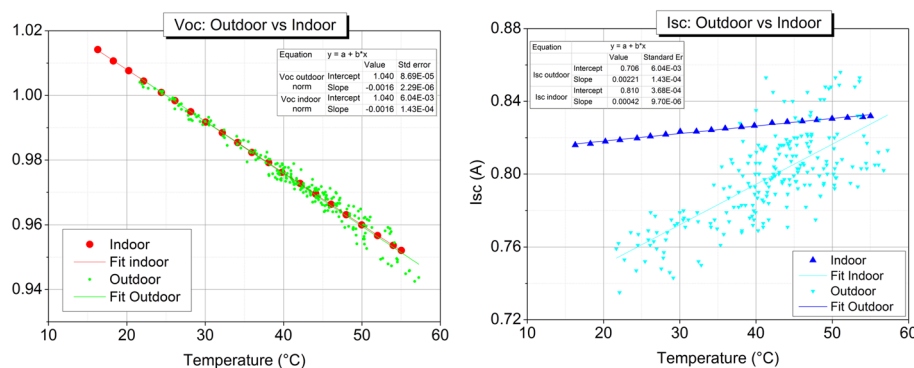 Voc: Outdoor vs Indoor
1.02
1.00
0.98
0.96
0.94
Equation y = a + b*x
Value Std error
Voc outdoor norm Intercept 1.040 8.69E-05
Slope -0.0016 2.29E-06
Voc indoor norm Intercept 1.040 6.04E-03
Slope -0.0016 1.43E-04
Indoor
Fit indoor
Outdoor
Fit Outdoor
10 20 30 40 50 60
Temperature (°C)
Isc: Outdoor vs Indoor
0.88
0.84
0.80
0.76
0.72
Isc (A)
Equation y = a + b*x
Value Standard Er
Isc outdoor Intercept 0.706 6.04E-03
Slope 0.00221 1.43E-04
Isc indoor Intercept 0.810 3.68E-04
Slope 0.00042 9.70E-06
Indoor
Fit Indoor
Outdoor
Fit Outdoor
10 20 30 40 50 60
Temperature (°C)